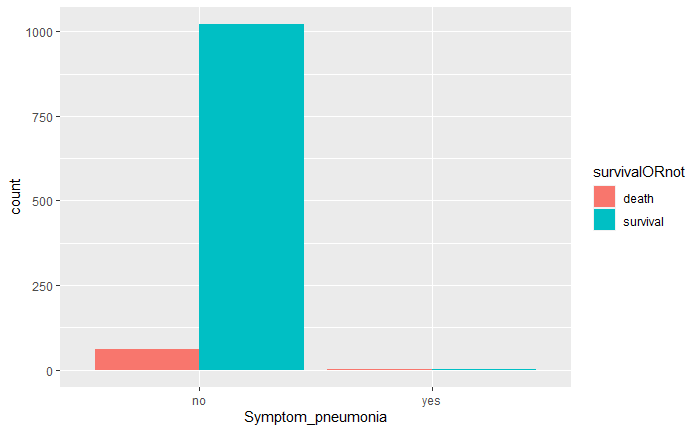 1000
750
500
250
0
count
no yes
Symptom_pneumonia
survivalORnot
death
survival